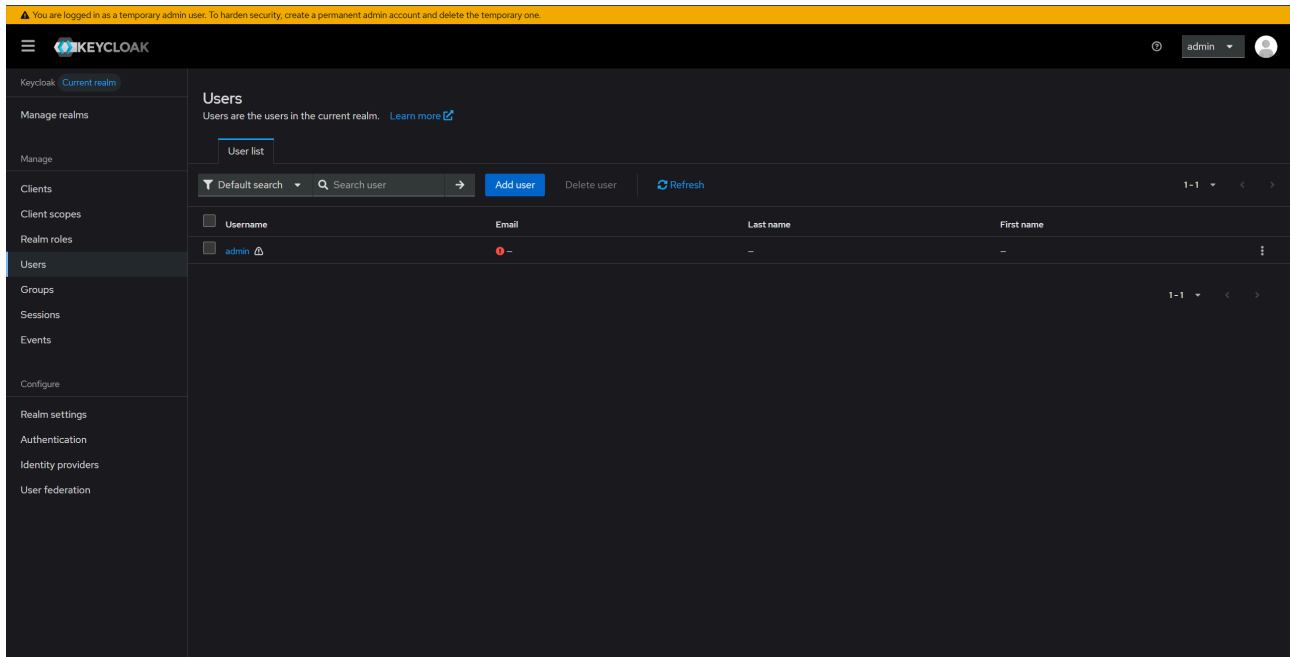 You are logged in as a temporary admin user. To harden security, create a permanent admin account and delete the temporary one.
KEYCLOAK
admin
Keycloak Current realm
Manage realms
Manage
Clients
Client scopes
Realm roles
Users
Groups
Sessions
Events
Configure
Realm settings
Authentication
Identity providers
User federation
Users
Users are the users in the current realm. Learn more
User list
Default search Search user Add user Delete user Refresh 1-1
Username Email Last name First name
admin – – –
1-1